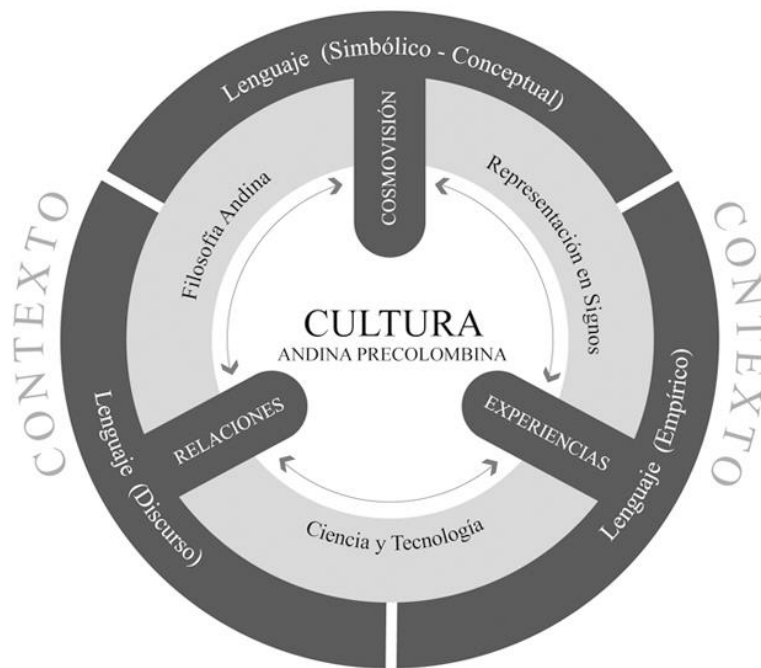 Lenguaje (Simbólico - Conceptual)
COSMOVISIÓN
Filosofía Andina
Representación en Signos
CONTEXTO
CONTEXTO
CULTURA
ANDINA PRECOLOMBINA
RELACIONES
EXPERIENCIAS
Lenguaje (Discurso)
Lenguaje (Empírico)
Ciencia y Tecnología